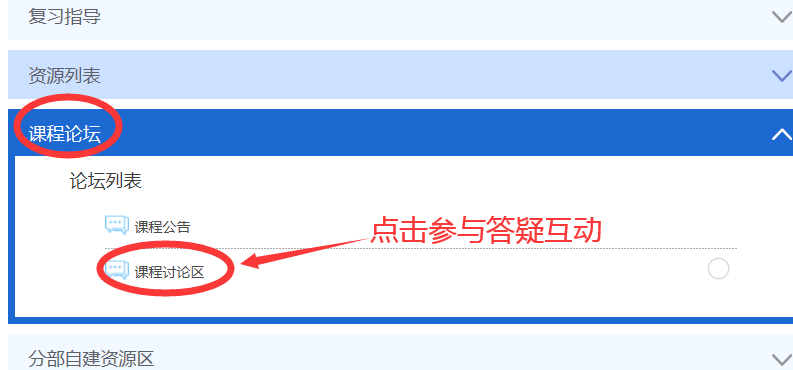 复习指导
资源列表
课程论坛
论坛列表
课程公告
点击参与答疑互动
课程讨论区
分部自建资源区